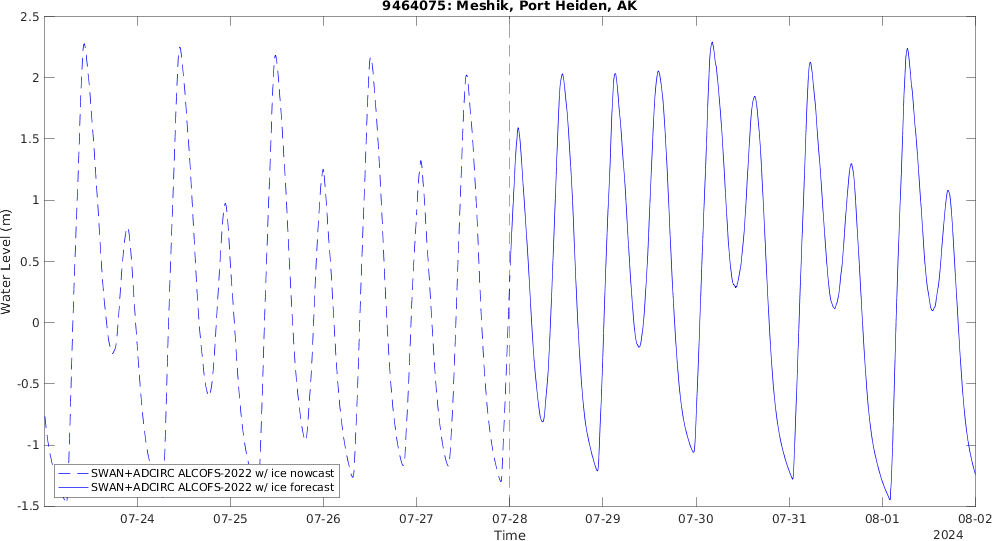 9464075: Meshik, Port Heiden, AK
Water Level (m)
2.5
2
1.5
1
0.5
0
-0.5
-1
-1.5
SWAN+ADCIRC ALCOFS-2022 w/ ice nowcast
SWAN+ADCIRC ALCOFS-2022 w/ ice forecast
07-24 07-25 07-26 07-27 07-28 07-29 07-30 07-31 08-01 08-02
Time
2024